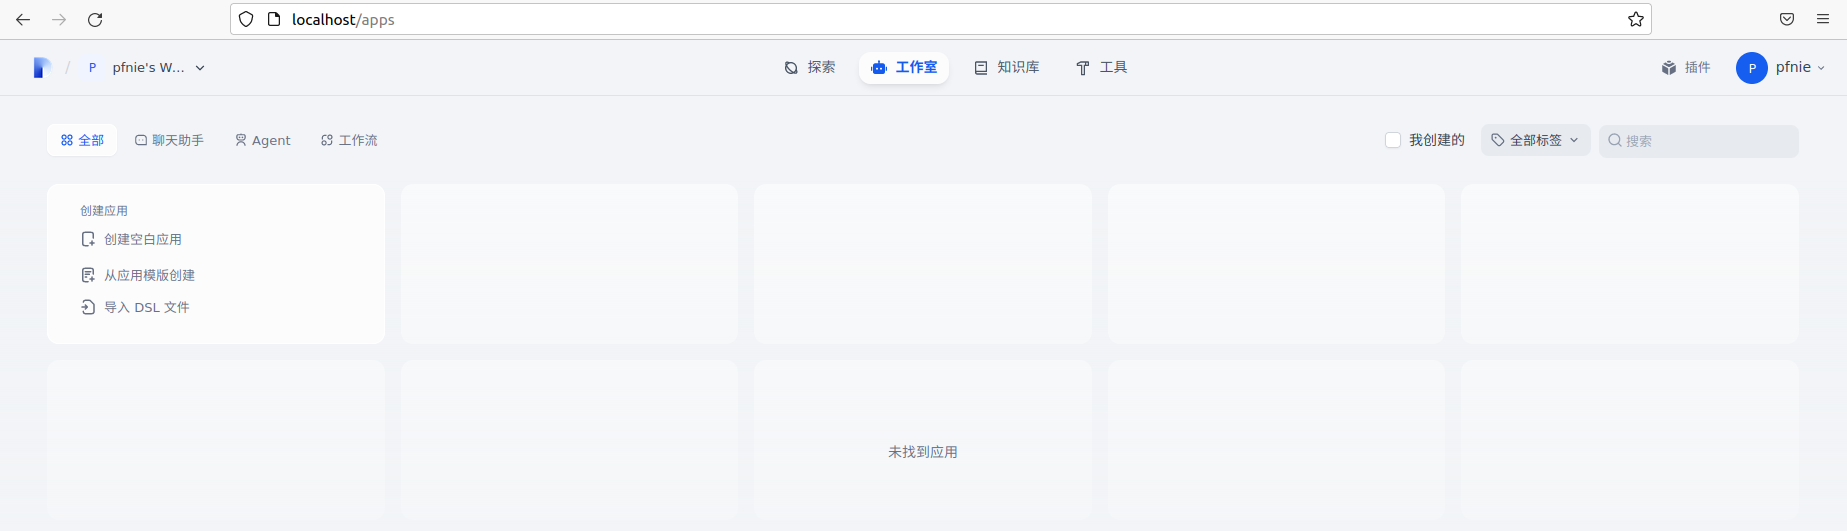 localhost/apps
/ P pfnie's W...
探索 工作室 知识库 工具
插件 P pfnie
全部 聊天助手 Agent 工作流
我创建的 全部标签 搜索
创建应用
创建空白应用
从应用模版创建
导入 DSL 文件
未找到应用